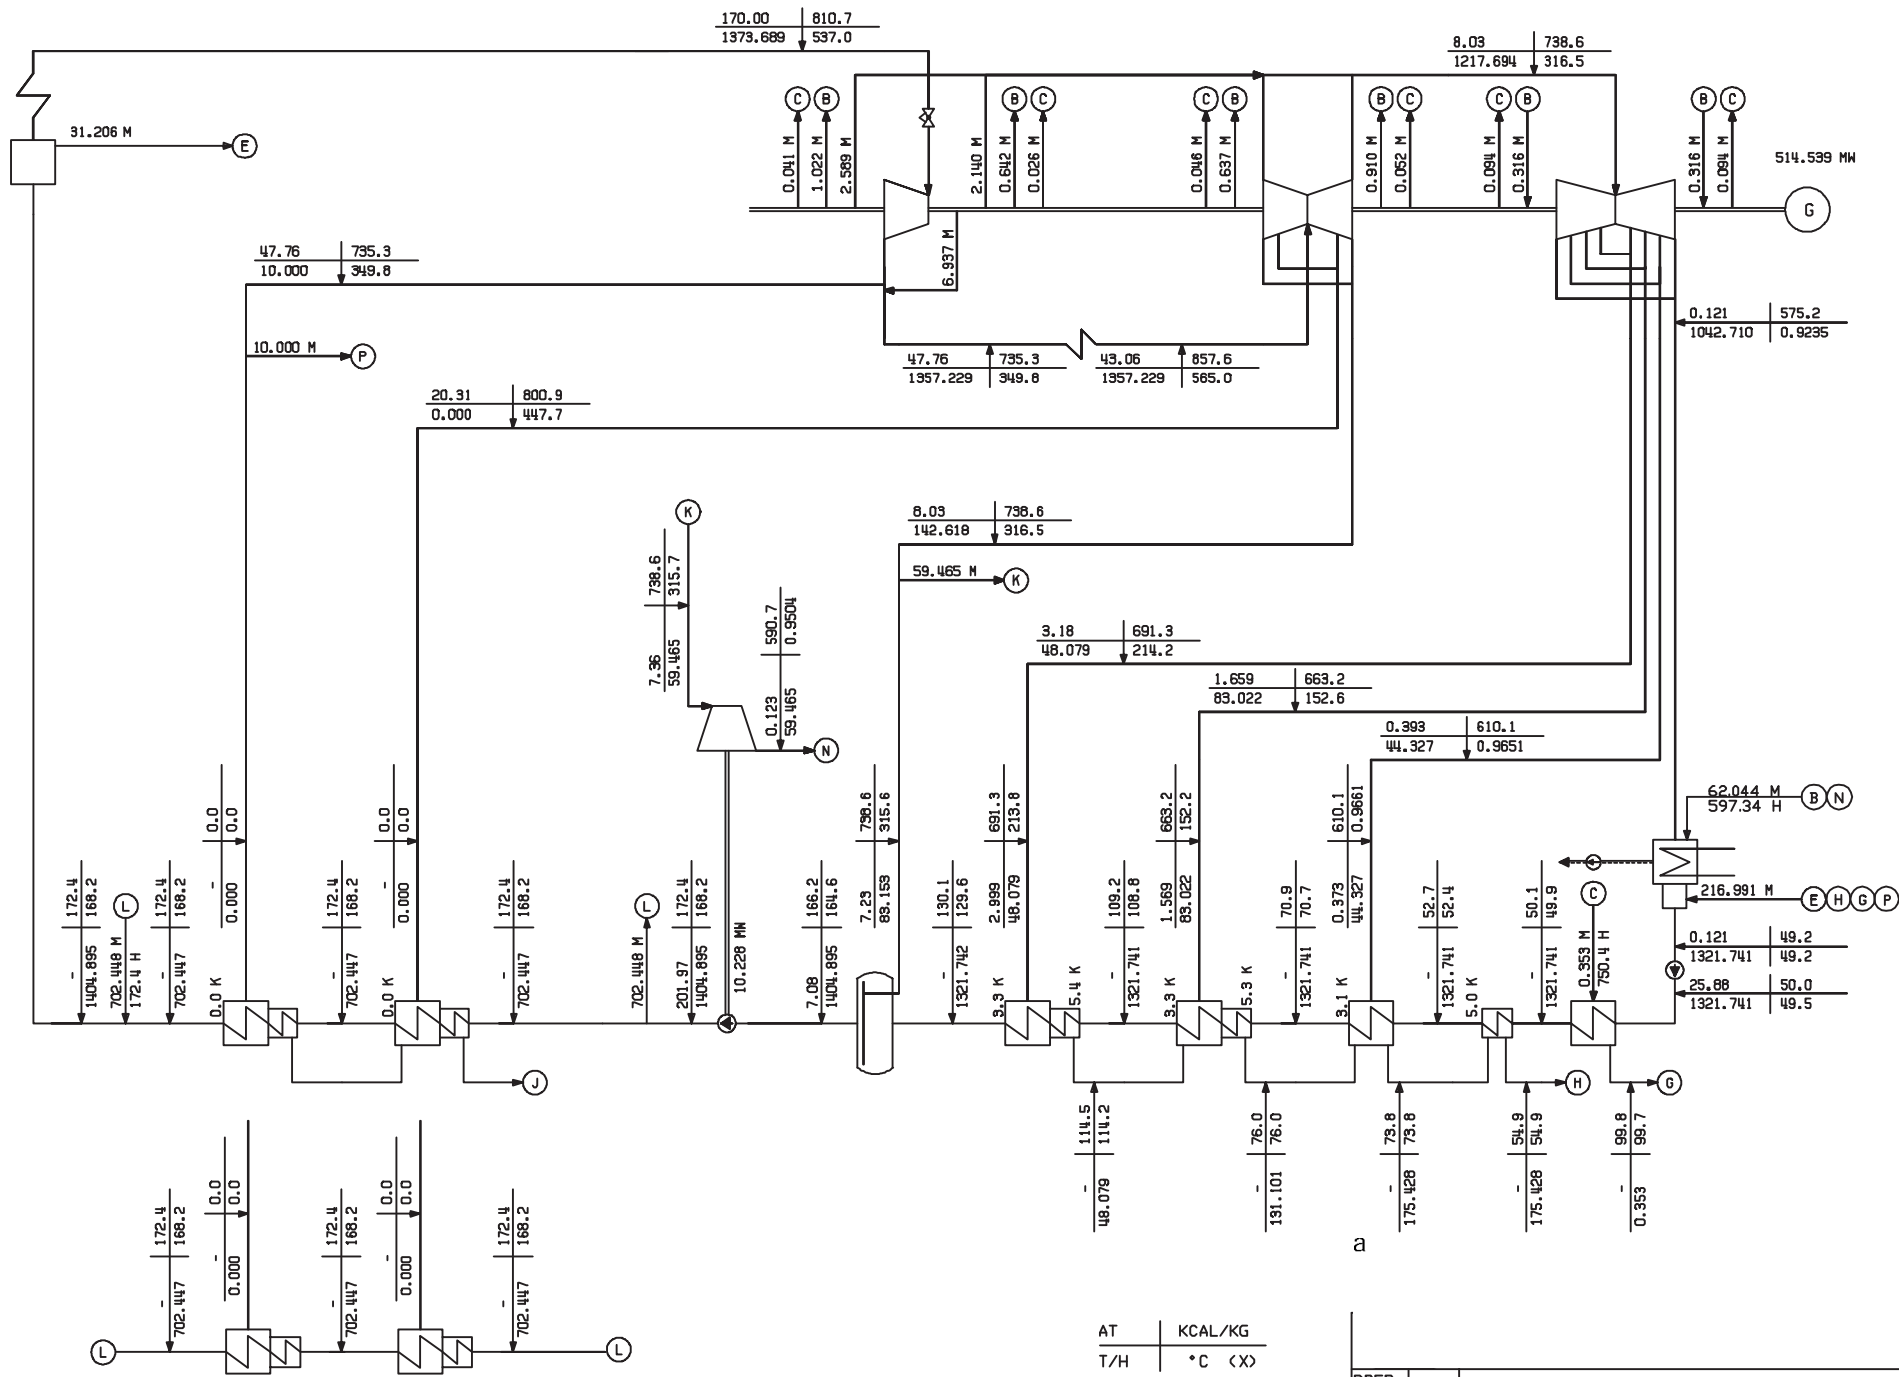 170.00 810.7
1373.689 537.0
8.03 738.6
1217.694 316.5
C B B C C B B C C B B C
31.206 M E
0.041 M
1.022 M
2.589 M
2.140 M
0.642 M
0.026 M
0.046 M
0.637 M
0.910 M
0.052 M
0.094 M
0.316 M
0.316 M
0.094 M
514.539 MW
G
6.937 M
47.76 735.3
10.000 349.8
10.000 M P
0.121 575.2
1042.710 0.9235
47.76 735.3
1357.229 349.8
43.06 857.6
1357.229 565.0
20.31 800.9
0.000 447.7
K
738.6
315.7
7.36
59.465
590.7
0.9504
0.123
59.465
N
8.03 738.6
142.618 316.5
59.465 M K
3.18 691.3
48.079 214.2
1.659 663.2
83.022 152.6
0.393 610.1
44.327 0.9651
62.044 M
597.34 H
B N
216.991 M E H G P
0.121 49.2
1321.741 49.2
25.88 50.0
1321.741 49.5
172.4
168.2
-
1404.895
L
702.448 M
172.4 H
172.4
168.2
-
702.447
0.0
0.0
-
0.000
0.0 K
172.4
168.2
-
702.447
0.0
0.0
-
0.000
0.0 K
172.4
168.2
-
702.447
L
702.448 M
172.4
168.2
201.97
1404.895
10.228 MW
166.2
164.6
7.08
1404.895
738.6
315.6
7.23
83.153
130.1
129.6
-
1321.742
691.3
213.8
2.999
48.079
3.3 K
5.4 K
109.2
108.8
-
1321.741
663.2
152.2
1.569
83.022
3.3 K
5.3 K
70.9
70.7
-
1321.741
610.1
0.9661
0.373
44.327
3.1 K
52.7
52.4
-
1321.741
5.0 K
50.1
49.9
-
1321.741
C
0.353 M
750.4 H
J
H
G
114.5
114.2
-
48.079
76.0
76.0
-
131.101
73.8
73.8
-
175.428
54.9
54.9
-
175.428
99.8
99.7
-
0.353
a
172.4
168.2
-
702.447
0.0
0.0
-
0.000
172.4
168.2
-
702.447
0.0
0.0
-
0.000
172.4
168.2
-
702.447
L L
AT KCAL/KG
T/H °C (X)